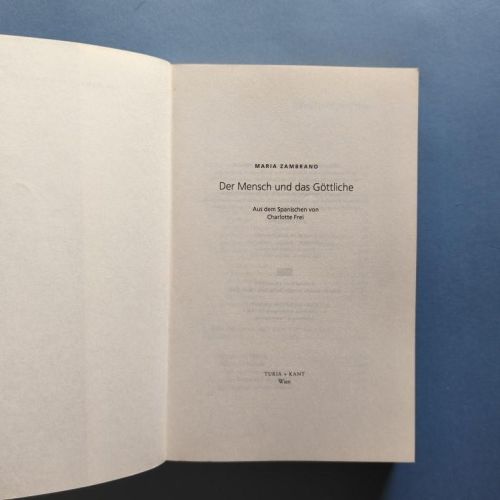 MARIA ZAMBRANO
Der Mensch und das Göttliche
Aus dem Spanischen von
Charlotte Frei
TURIA + KANT
Wien